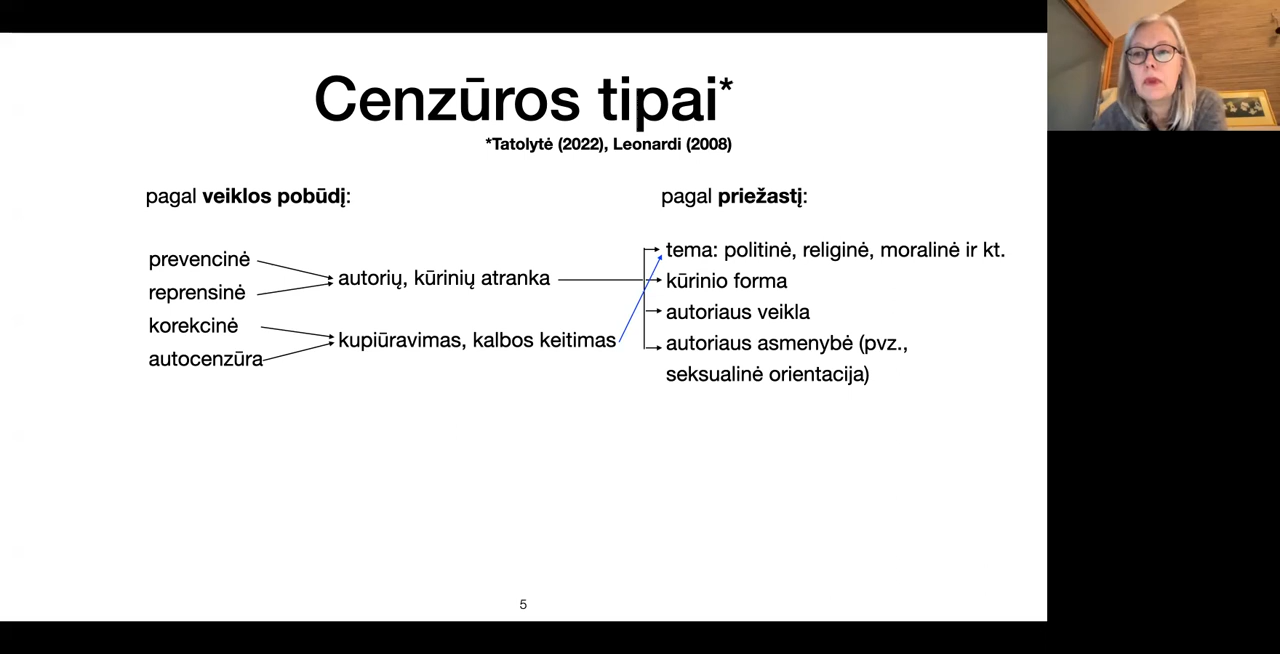 Cenzūros tipai*
*Tatolytė (2022), Leonardi (2008)
pagal veiklos pobūdį:
prevencinė
reprensinė
korekcinė
autocenzūra
autorių, kūrinių atranka
kupiūravimas, kalbos keitimas
pagal priežastį:
tema: politinė, religinė, moralinė ir kt.
kūrinio forma
autoriaus veikla
autoriaus asmenybė (pvz.,
seksualinė orientacija)
5